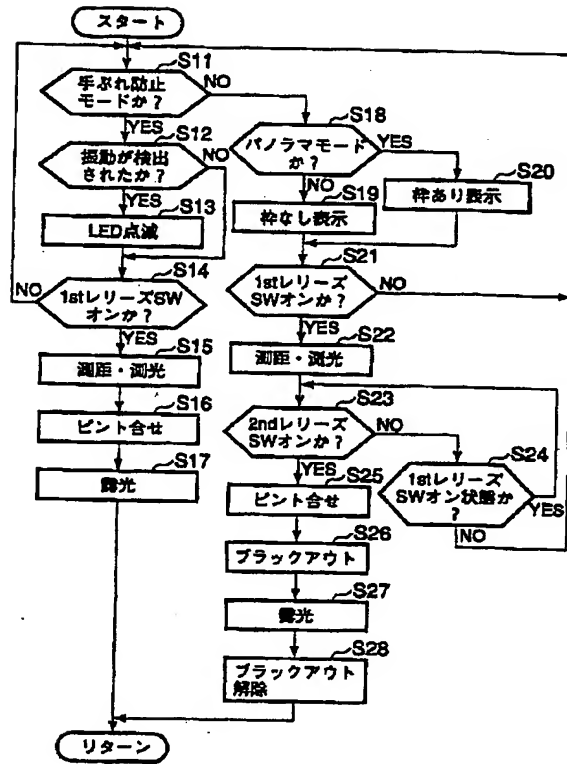 スタート
S11
手ぶれ防止
モードか?
NO
YES
S12
振動が検出
されたか?
NO
YES
S13
LED点滅
S14
1stレリーズSW
オンか?
NO
YES
S15
測距・測光
S16
ピント合せ
S17
露光
S18
パノラマモード
か?
YES
NO
S19
枠なし表示
S20
枠あり表示
S21
1stレリーズ
SWオンか?
NO
YES
S22
測距・測光
S23
2ndレリーズ
SWオンか?
NO
YES
S24
1stレリーズ
SWオン状態か
?
YES
NO
S25
ピント合せ
S26
ブラックアウト
S27
露光
S28
ブラックアウト
解除
リターン